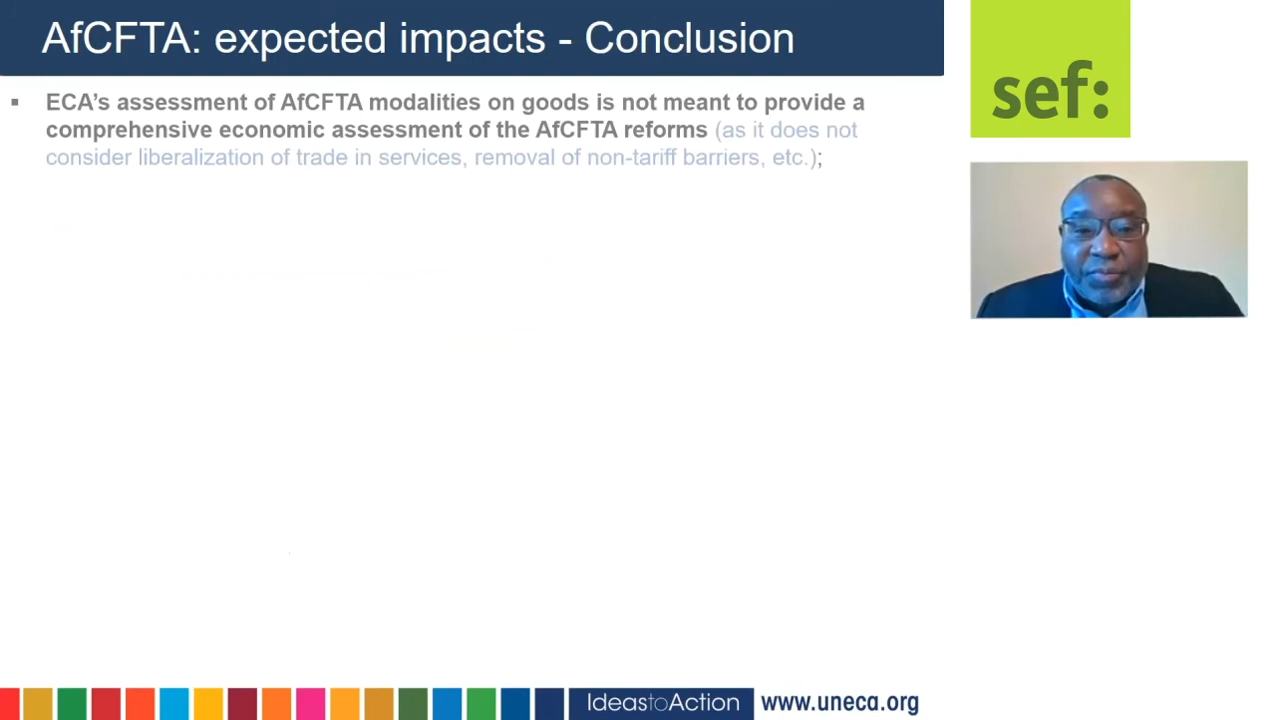 AfCFTA: expected impacts - Conclusion
▪ ECA's assessment of AfCFTA modalities on goods is not meant to provide a
comprehensive economic assessment of the AfCFTA reforms (as it does not
consider liberalization of trade in services, removal of non-tariff barriers, etc.);
sef:
IdeastoAction
www.uneca.org